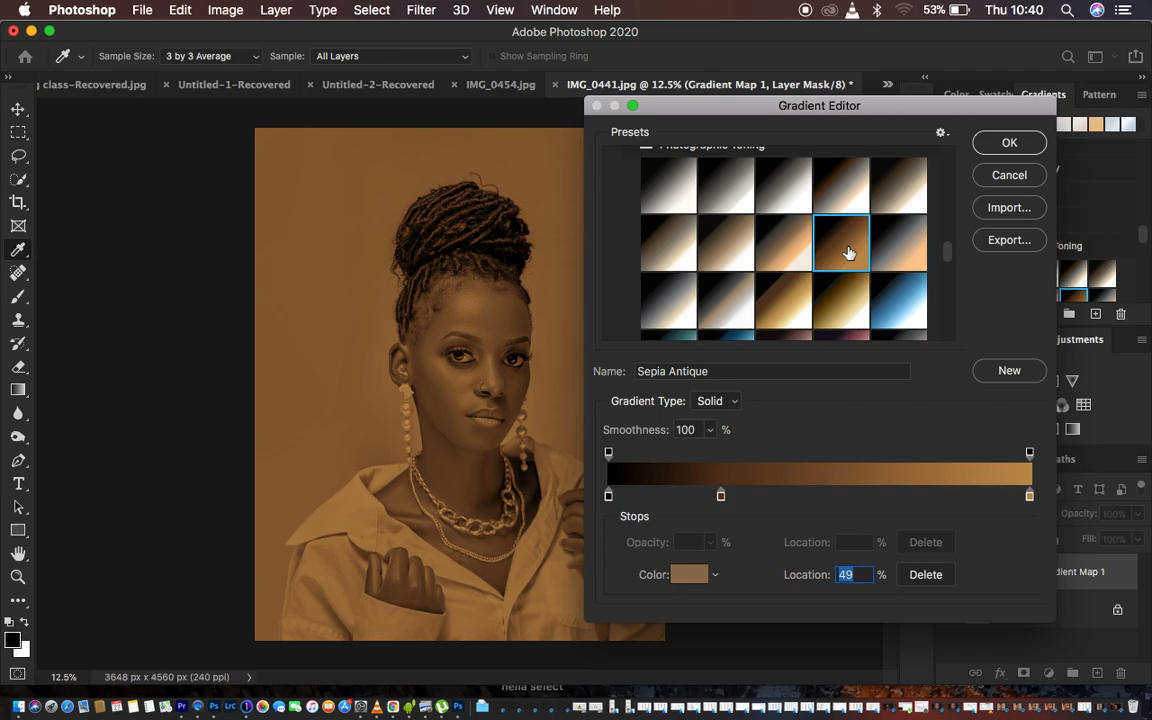 Photoshop File Edit Image Layer Type Select Filter 3D View Window Help 53% Thu 10:40
Adobe Photoshop 2020
Sample Size: 3 by 3 Average Sample: All Layers Show Sampling Ring
g class-Recovered.jpg × Untitled-1-Recovered × Untitled-2-Recovered × IMG_0454.jpg × IMG_0441.jpg @ 12.5% (Gradient Map 1, Layer Mask/8) * Color Swatch Gradients Pattern
Gradient Editor
Presets
Photographic Toning
OK
Cancel
Import...
Export...
oning
Name: Sepia Antique New
justments
Gradient Type: Solid
Smoothness: 100 %
aths
Opacity: 100%
Stops
Opacity: % Location: % Delete
Fill: 100%
Color: Location: 49 % Delete
dient Map 1
12.5% 3648 px x 4560 px (240 ppi)